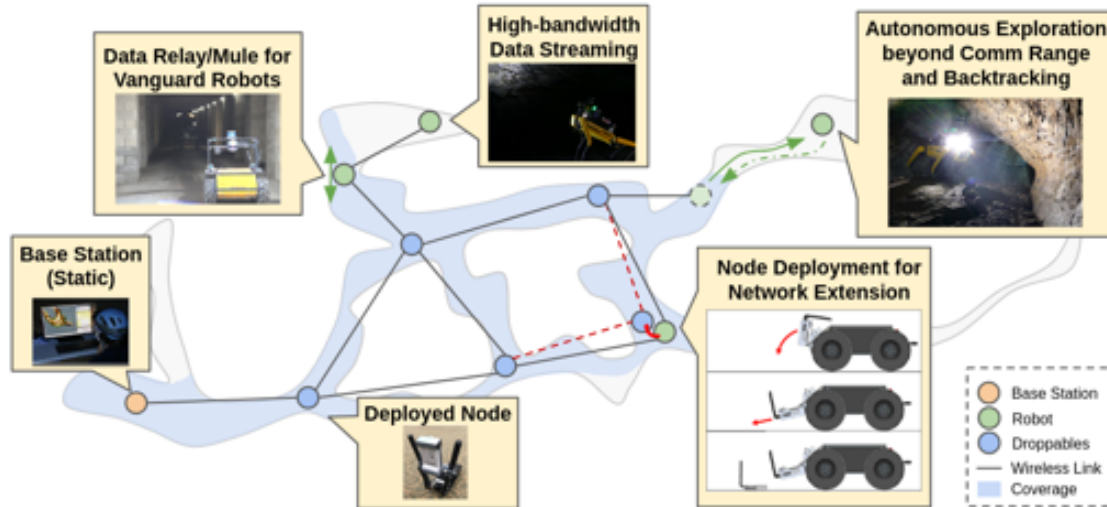 Data Relay/Mule for
Vanguard Robots
High-bandwidth
Data Streaming
Autonomous Exploration
beyond Comm Range
and Backtracking
Base Station
(Static)
Node Deployment for
Network Extension
Deployed Node
Base Station
Robot
Droppables
Wireless Link
Coverage